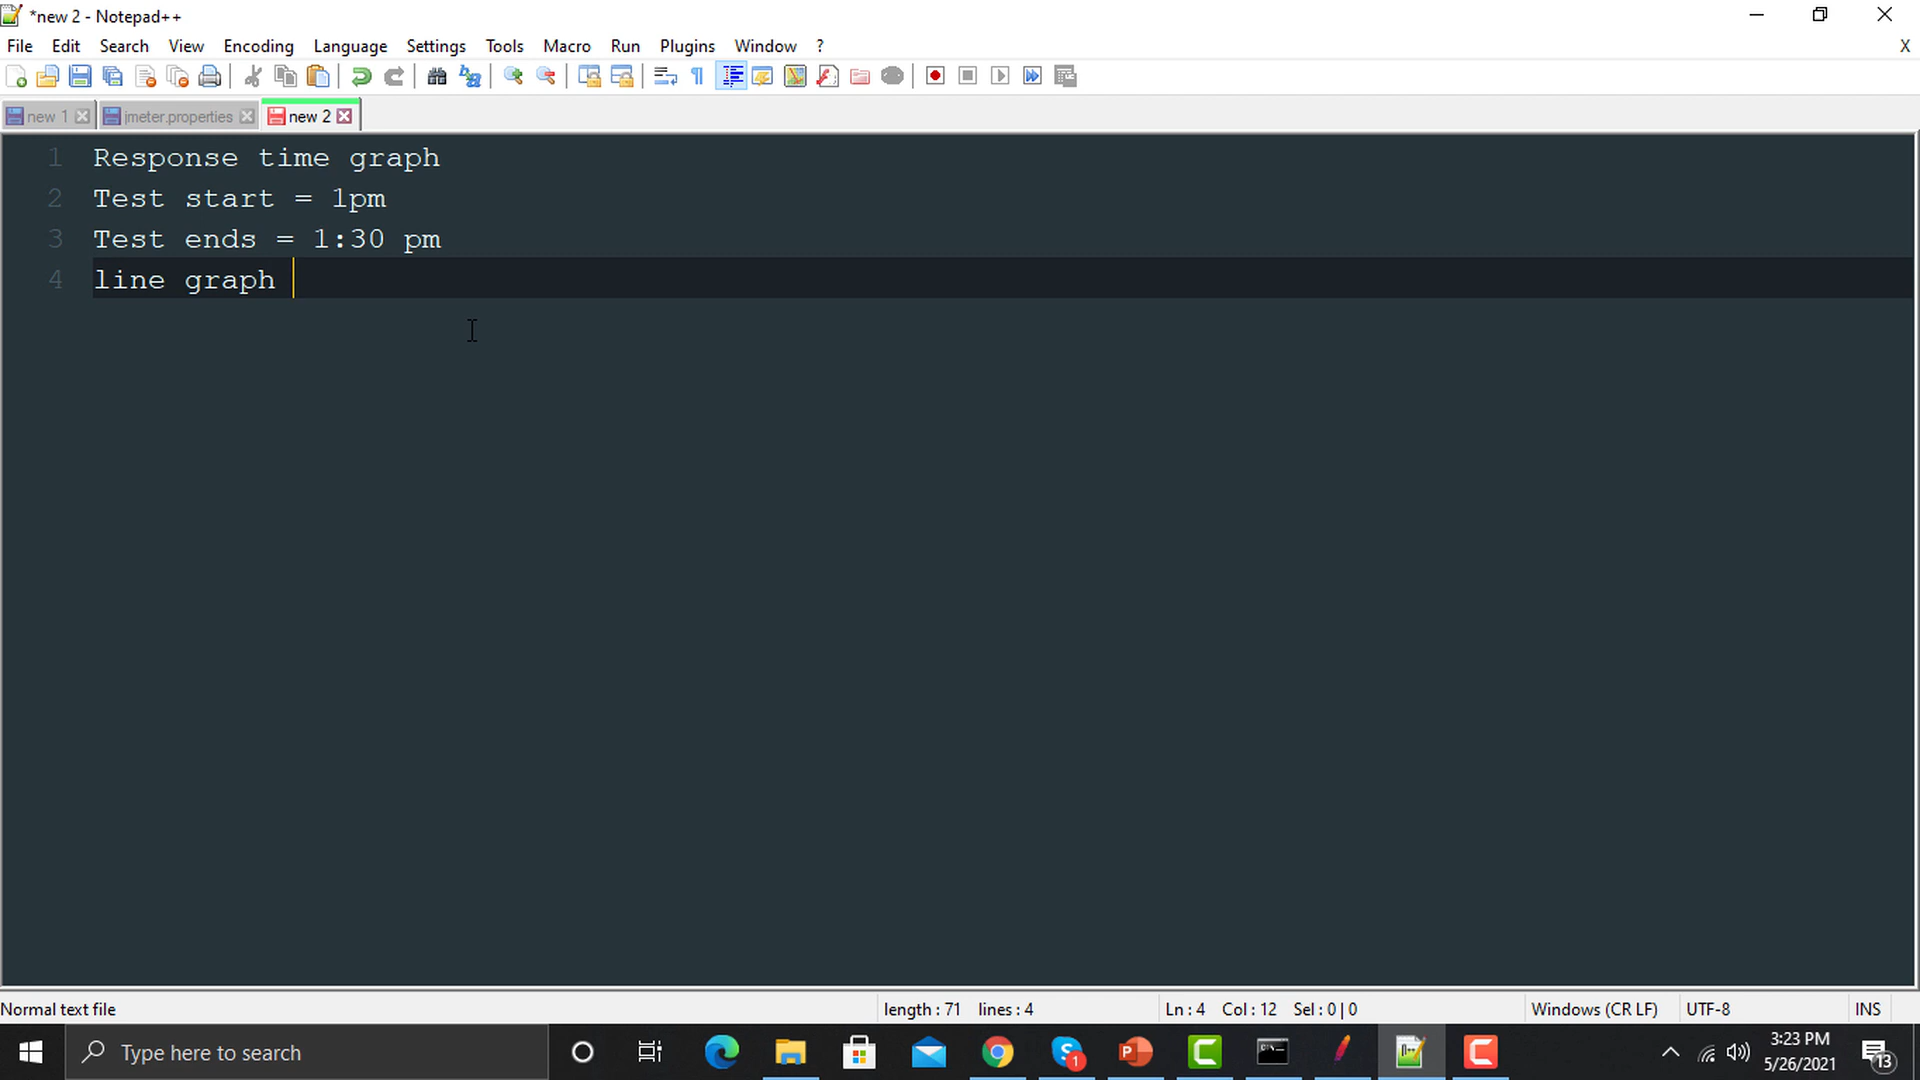 *new 2 - Notepad++
File Edit Search View Encoding Language Settings Tools Macro Run Plugins Window ? X
new 1 jmeter.properties new 2
1 Response time graph
2 Test start = 1pm
3 Test ends = 1:30 pm
4 line graph
Normal text file length : 71 lines : 4 Ln : 4 Col : 12 Sel : 0 | 0 Windows (CR LF) UTF-8 INS
Type here to search
3:23 PM
5/26/2021
1
13